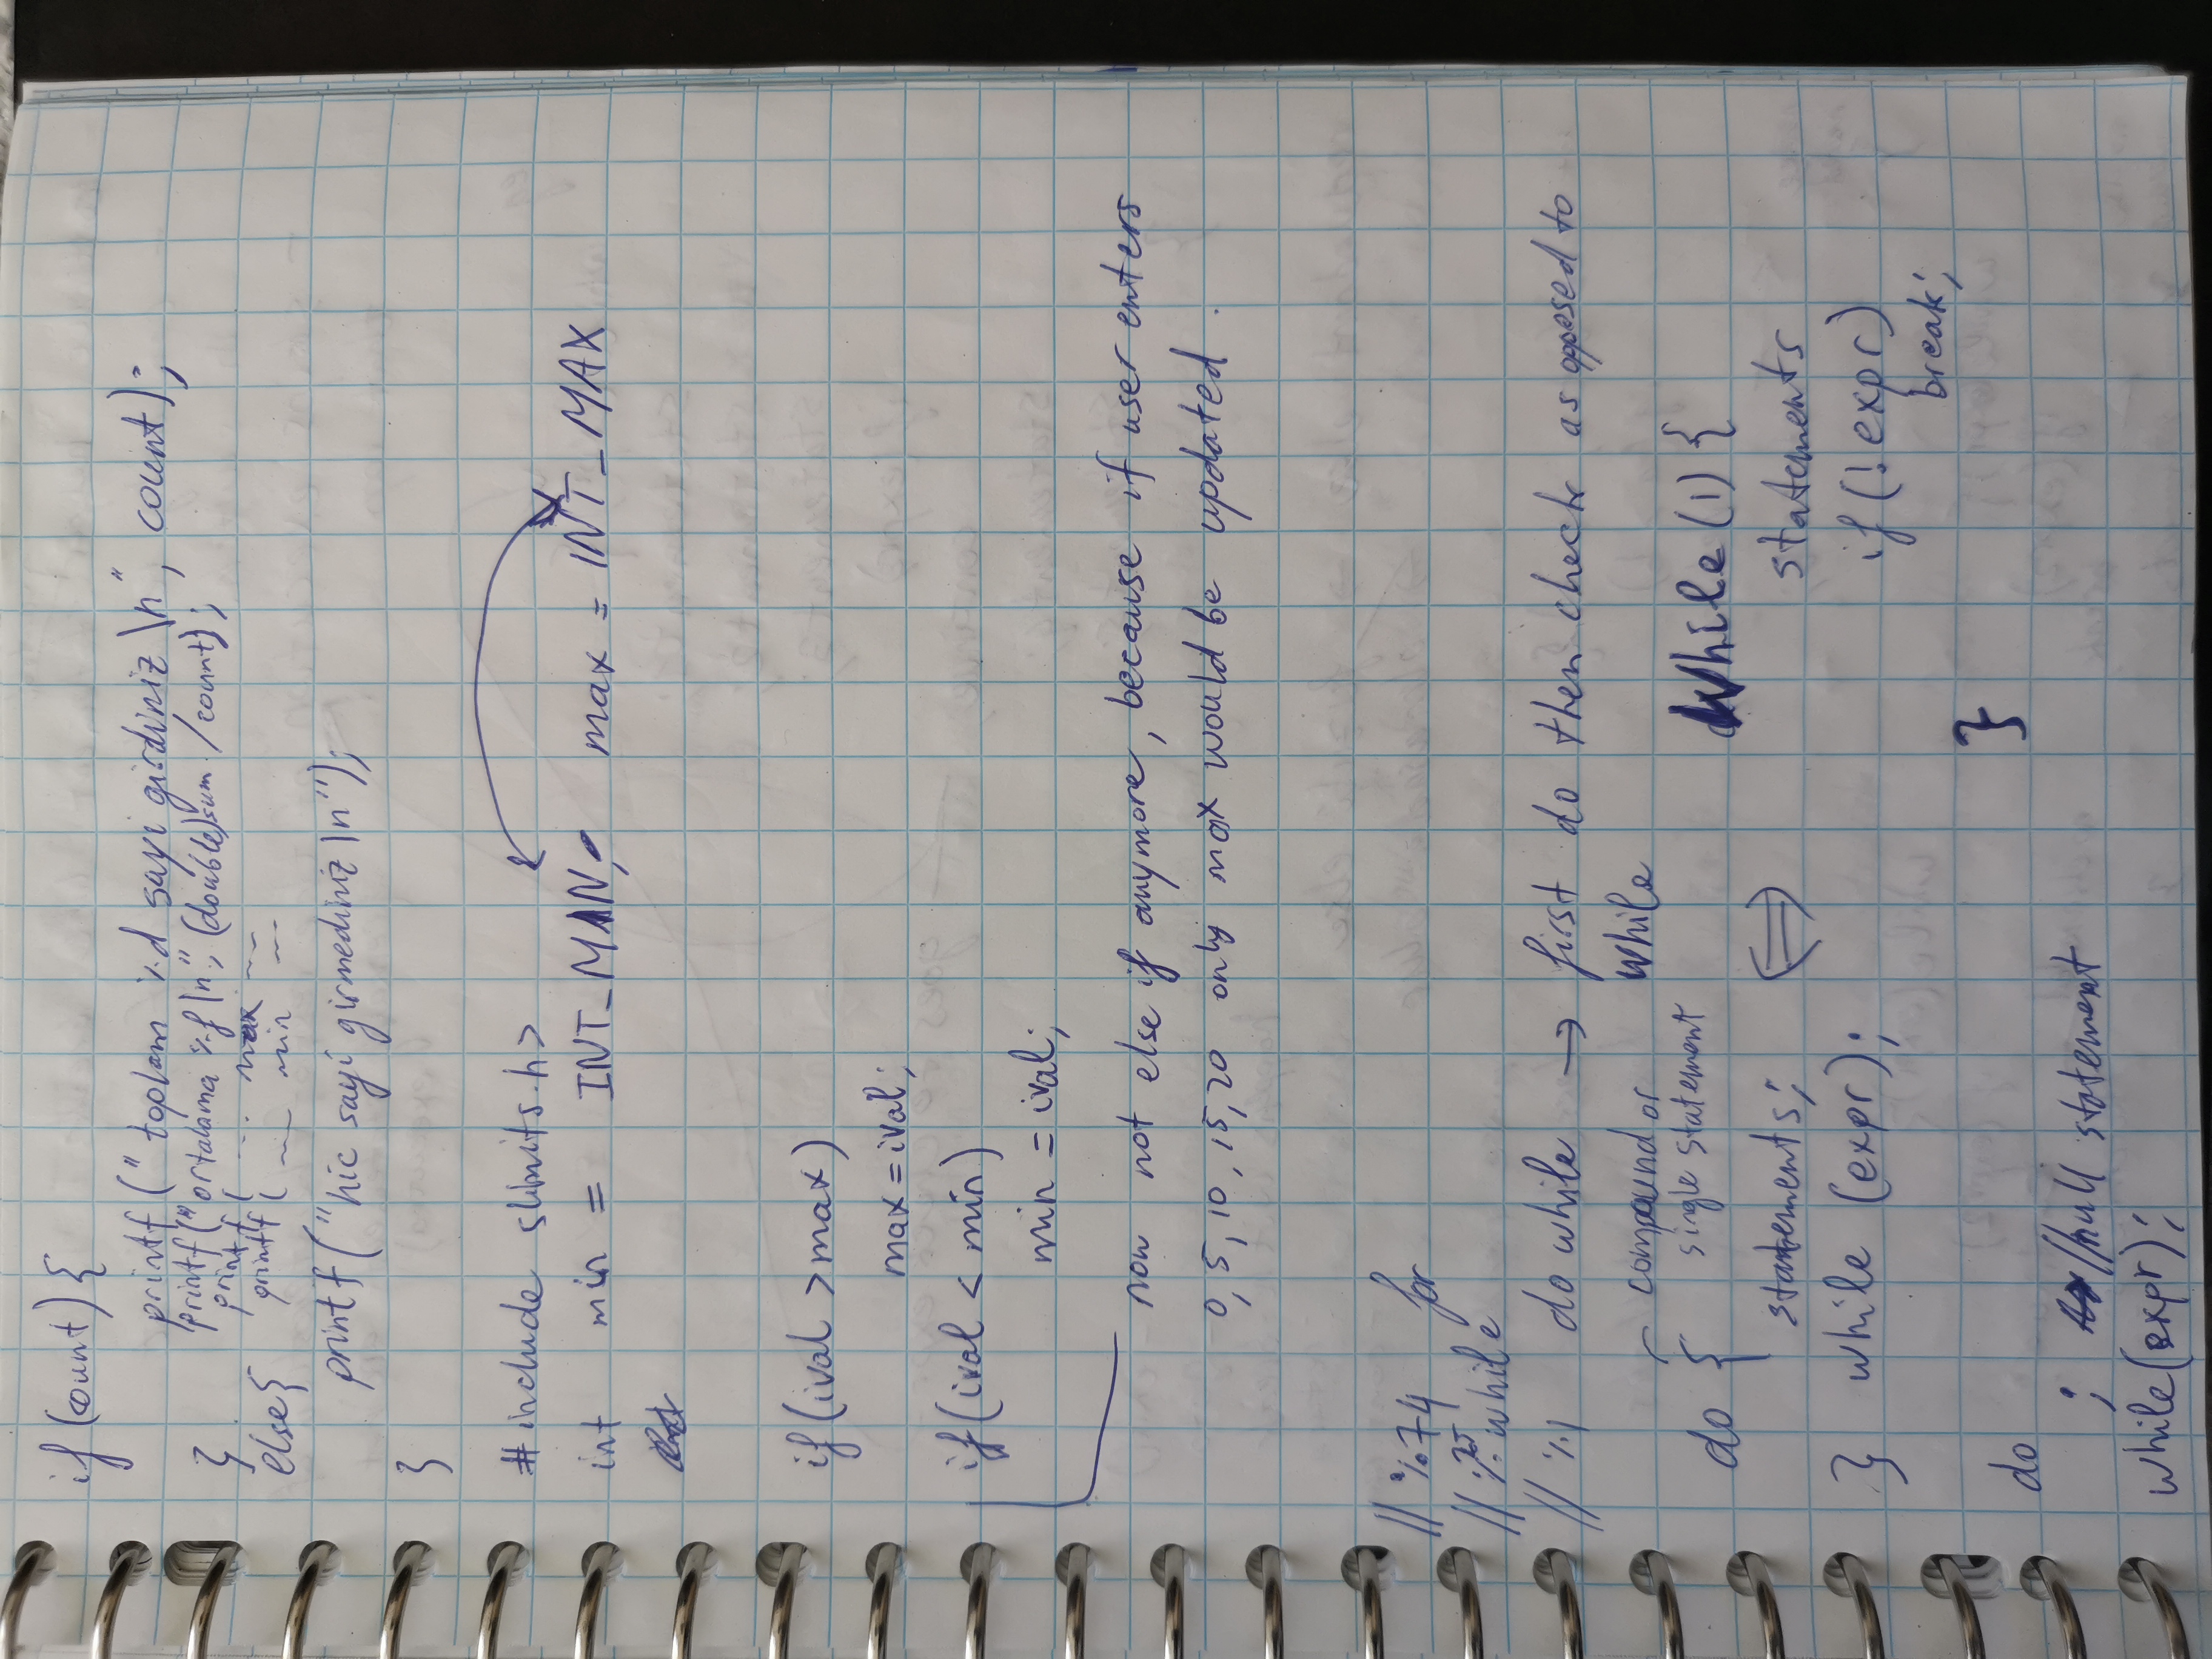 if (count) {
printf (" toplam %d sayi girdiniz \n", count);
printf ("ortalama %f \n", (double)sum /count);
}
printf ( ... max ---
else{
printf ( --- min ---
printf ("hic sayi girmediniz \n");
}
#include <limits.h>
int min = INT_MIN; max = INT_MAX
if (ival > max)
max = ival;
if (ival < min)
min = ival;
now not else if anymore, because if user enters
0, 5, 10, 15, 20 only max would be updated.
// %74 for
// %25 while
// %1 do while → first do then check as opposed to
while
compound or
single statement
do { while (1) {
statements; ⟺ statements
} while (expr); if (! expr)
break;
}
do
; //null statement
while (expr);